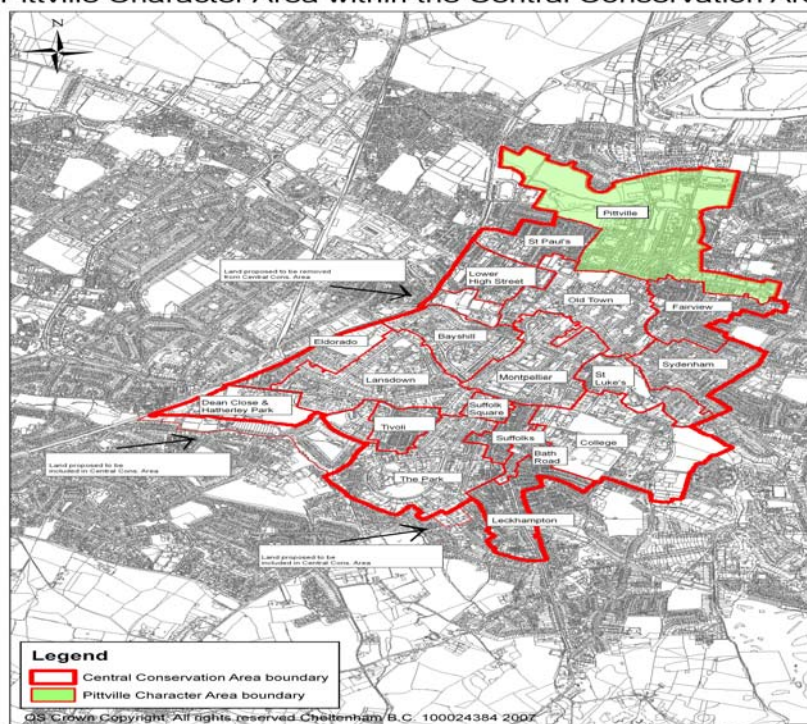 Pittville Character Area within the Central Conservation Are
N
Pittville
St Paul's
Land proposed to be removed
from Central Cons. Area
Lower
High Street
Old Town
Fairview
Eldorado
Bayshill
Sydenham
Lansdown
Montpellier
St
Luke's
Dean Close &
Hatherley Park
Suffolk
Square
Tivoli
Suffolks
College
Bath
Road
Land proposed to be
included in Central Cons. Area
The Park
Leckhampton
Land proposed to be
included in Central Cons. Area
Legend
Central Conservation Area boundary
Pittville Character Area boundary
OS Crown Copyright. All rights reserved Cheltenham B.C. 100024384 2007